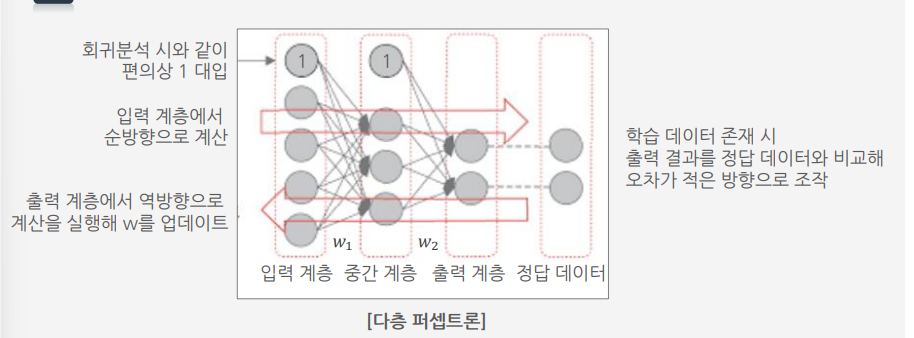 회귀분석 시와 같이
편의상 1 대입
입력 계층에서
순방향으로 계산
출력 계층에서 역방향으로
계산을 실행해 w를 업데이트
1
1
w₁
w₂
입력 계층
중간 계층
출력 계층
정답 데이터
학습 데이터 존재 시
출력 결과를 정답 데이터와 비교해
오차가 적은 방향으로 조작
[다층 퍼셉트론]